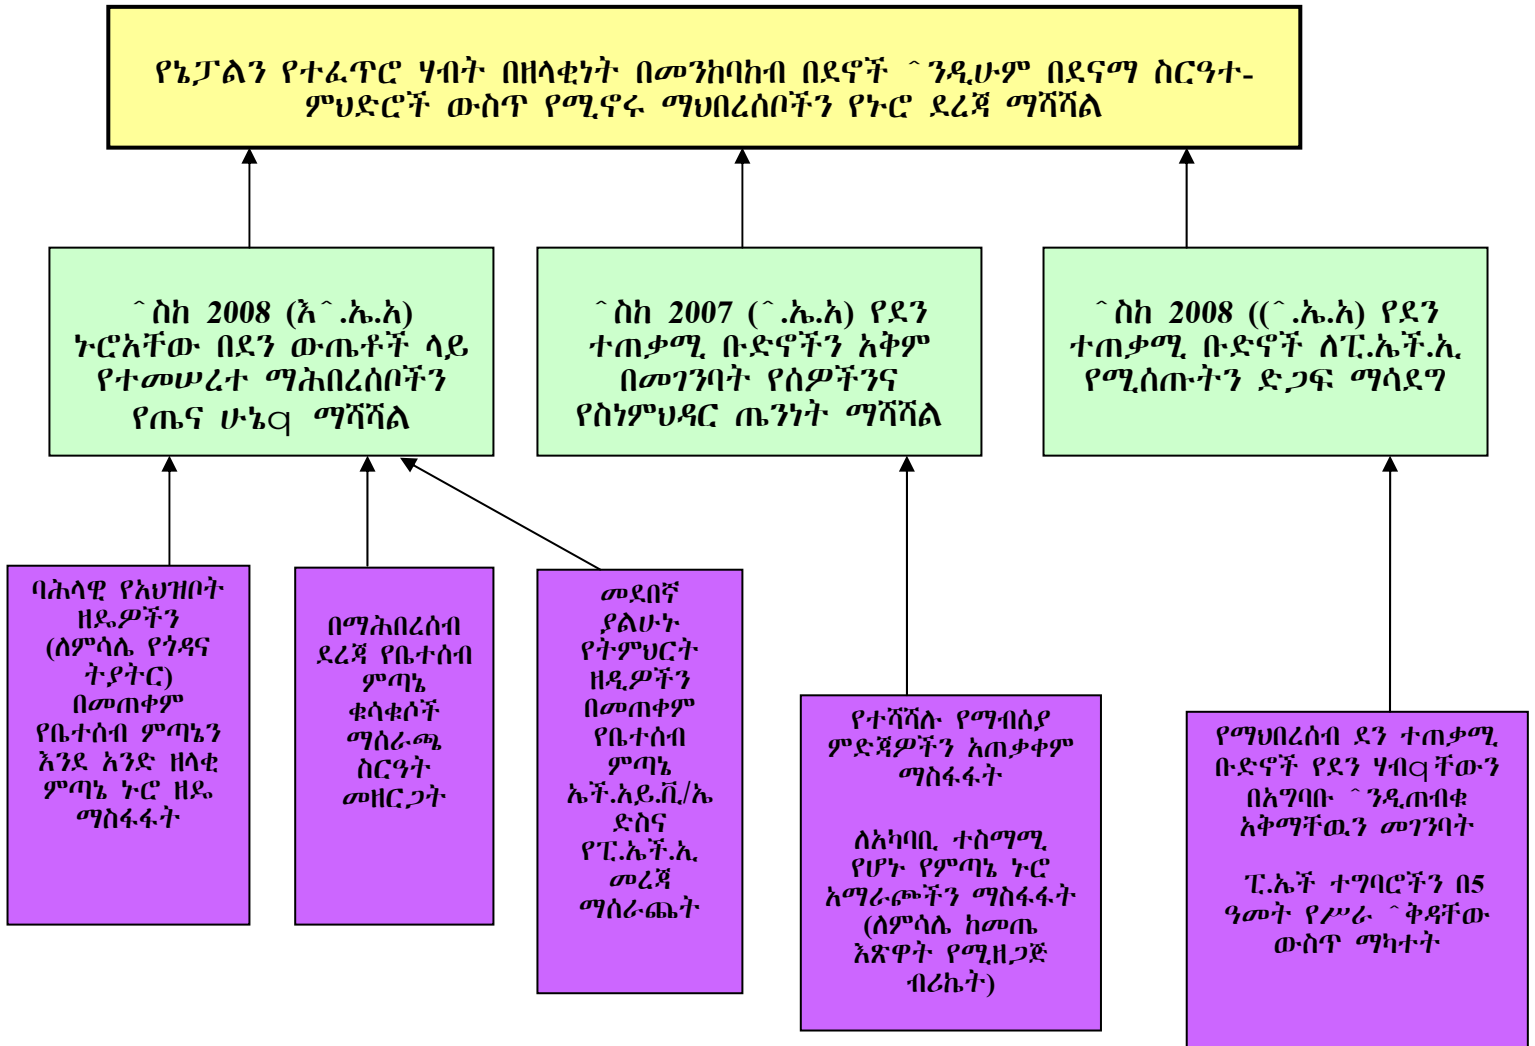 የኔፓልን የተፈጥሮ ሃብት በዘላቂነት በመንከባከብ በደኖች ^ንዲሁም በደናማ ስርዓተ-
ምህድሮች ውስጥ የሚኖሩ ማህበረሰቦችን የኑሮ ደረጃ ማሻሻል
^ስከ 2008 (እ^.ኤ.አ)
ኑሮአቸው በደን ውጤቶች ላይ
የተመሠረተ ማሕበረሰቦችን
የጤና ሁኔq ማሻሻል
^ስከ 2007 (^.ኤ.አ) የደን
ተጠቃሚ ቡድኖችን አቅም
በመገንባት የሰዎችንና
የስነምህዳር ጤንነት ማሻሻል
^ስከ 2008 ((^.ኤ.አ) የደን
ተጠቃሚ ቡድኖች ለፒ.ኤች.ኢ
የሚሰጡትን ድጋፍ ማሳደግ
ባሕላዊ የአህዝቦት
ዘዴዎችን
(ለምሳሌ የጎዳና
ትያትር)
በመጠቀም
የቤተሰብ ምጣኔን
እንደ አንድ ዘላቂ
ምጣኔ ኑሮ ዘዴ
ማስፋፋት
በማሕበረሰብ
ደረጃ የቤተሰብ
ምጣኔ
ቁሳቁሶች
ማሰራጫ
ስርዓት
መዘርጋት
መደበኛ
ያልሁኑ
የትምህርት
ዘዲዎችን
በመጠቀም
የቤተሰብ
ምጣኔ
ኤች.አይ.ቪ/ኤ
ድስና
የፒ.ኤች.ኢ
መረጃ
ማሰራጨት
የተሻሻሉ የማብሰያ
ምድጃዎችን አጠቃቀም
ማስፋፋት
ለአካባቢ ተስማሚ
የሆኑ የምጣኔ ኑሮ
አማራጮችን ማስፋፋት
(ለምሳሌ ከመጤ
እጽዋት የሚዘጋጅ
ብሪኬት)
የማህበረሰብ ደን ተጠቃሚ
ቡድኖች የደን ሃብqቸውን
በአግባቡ ^ንዲጠብቁ
አቅማቸዉን መገንባት
ፒ.ኤች ተግባሮችን በ5
ዓመት የሥራ ^ቅዳቸው
ውስጥ ማካተት